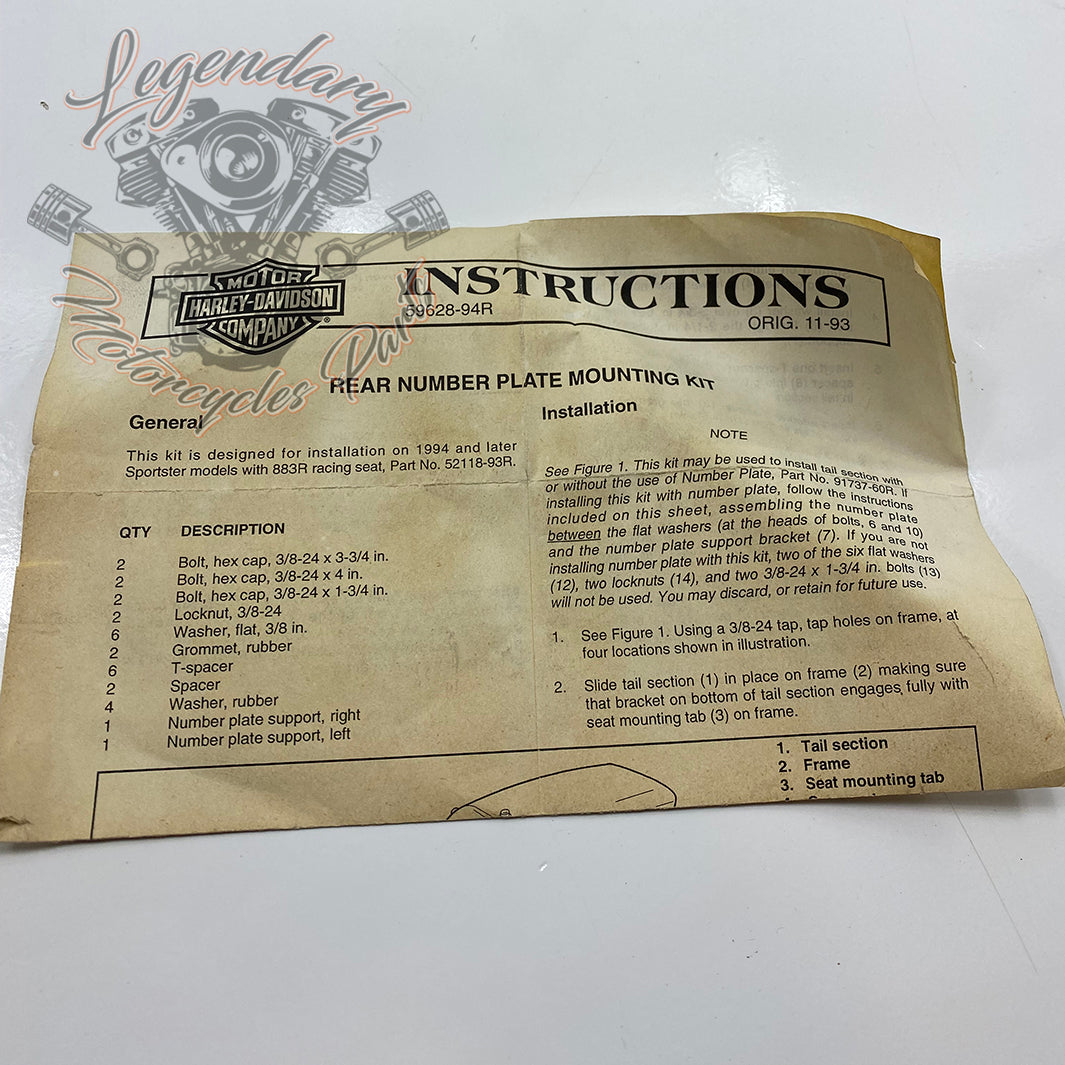 Legendary
Motorcycles Parts
MOTOR
HARLEY-DAVIDSON
COMPANY
®
INSTRUCTIONS
59628-94R
ORIG. 11-93
REAR NUMBER PLATE MOUNTING KIT
General
This kit is designed for installation on 1994 and later
Sportster models with 883R racing seat, Part No. 52118-93R.
QTY DESCRIPTION
2 Bolt, hex cap, 3/8-24 x 3-3/4 in.
2 Bolt, hex cap, 3/8-24 x 4 in.
2 Bolt, hex cap, 3/8-24 x 1-3/4 in.
2 Locknut, 3/8-24
6 Washer, flat, 3/8 in.
2 Grommet, rubber
6 T-spacer
2 Spacer
4 Washer, rubber
1 Number plate support, right
1 Number plate support, left
Installation
NOTE
See Figure 1. This kit may be used to install tail section with
or without the use of Number Plate, Part No. 91737-60R. If
installing this kit with number plate, follow the instructions
included on this sheet, assembling the number plate
between the flat washers (at the heads of bolts, 6 and 10)
and the number plate support bracket (7). If you are not
installing number plate with this kit, two of the six flat washers
(12), two locknuts (14), and two 3/8-24 x 1-3/4 in. bolts (13)
will not be used. You may discard, or retain for future use.
1. See Figure 1. Using a 3/8-24 tap, tap holes on frame, at
four locations shown in illustration.
2. Slide tail section (1) in place on frame (2) making sure
that bracket on bottom of tail section engages fully with
seat mounting tab (3) on frame.
1. Tail section
2. Frame
3. Seat mounting tab